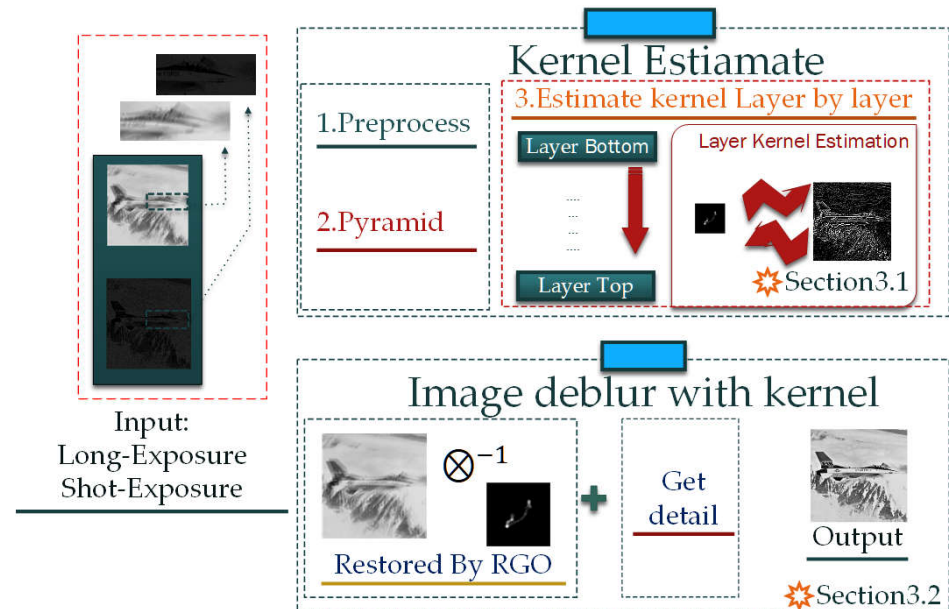 Input:
Long-Exposure
Shot-Exposure
Kernel Estiamate
1.Preprocess
2.Pyramid
3.Estimate kernel Layer by layer
Layer Bottom
....
...
....
Layer Top
Layer Kernel Estimation
Section3.1
Image deblur with kernel
⊗⁻¹
Restored By RGO
+
Get
detail
Output
Section3.2